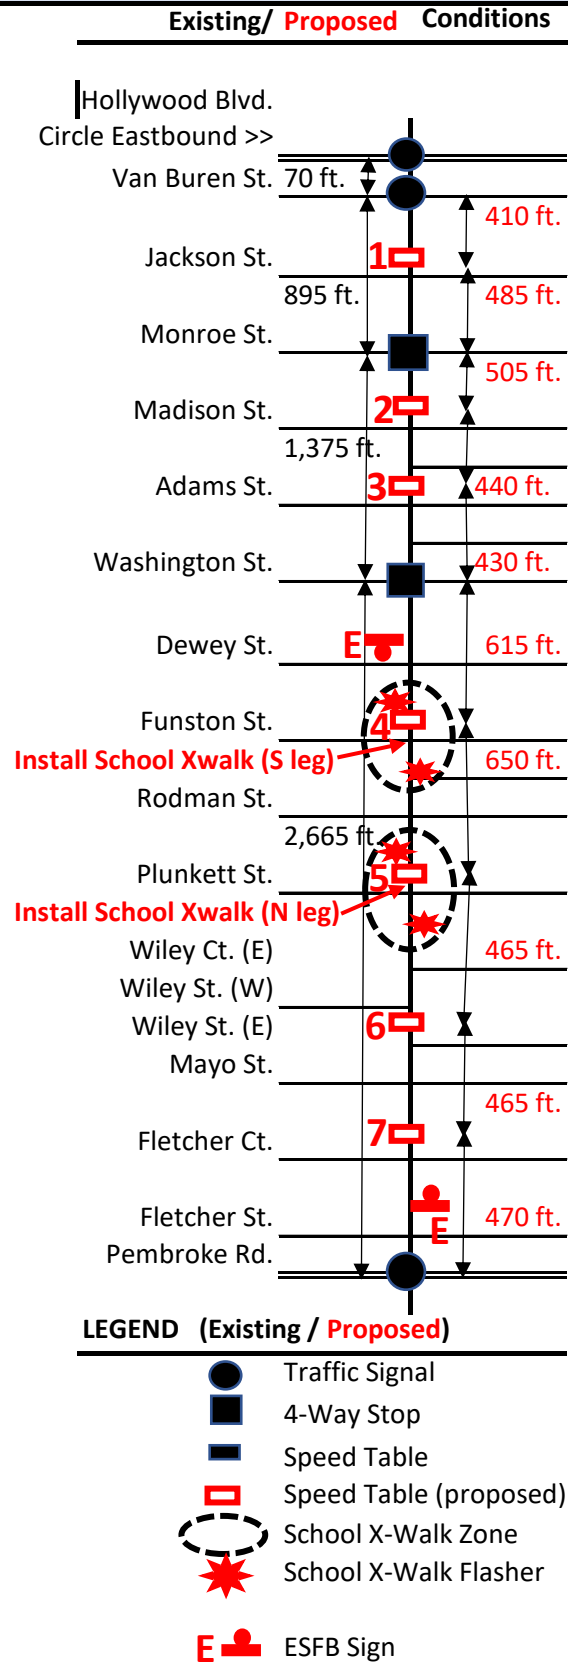 Existing/ Proposed Conditions
Hollywood Blvd.
Circle Eastbound >>
Van Buren St. 70 ft.
410 ft.
Jackson St. 1
895 ft. 485 ft.
Monroe St.
505 ft.
Madison St. 2
1,375 ft.
Adams St. 3 440 ft.
Washington St. 430 ft.
Dewey St. E 615 ft.
Funston St. 4
Install School Xwalk (S leg) 650 ft.
Rodman St.
2,665 ft.
Plunkett St. 5
Install School Xwalk (N leg)
Wiley Ct. (E) 465 ft.
Wiley St. (W)
Wiley St. (E) 6
Mayo St.
465 ft.
Fletcher Ct. 7
Fletcher St. E 470 ft.
Pembroke Rd.
LEGEND (Existing / Proposed)
Traffic Signal
4-Way Stop
Speed Table
Speed Table (proposed)
School X-Walk Zone
School X-Walk Flasher
E ESFB Sign